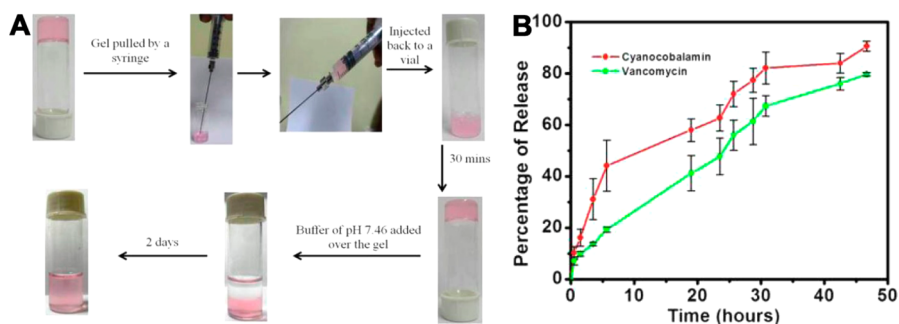 A
Gel pulled by a
syringe
Injected
back to a
vial
30 mins
Buffer of pH 7.46 added
over the gel
2 days
B
Cyanocobalamin
Vancomycin
Percentage of Release
100
80
60
40
20
0
0 10 20 30 40 50
Time (hours)